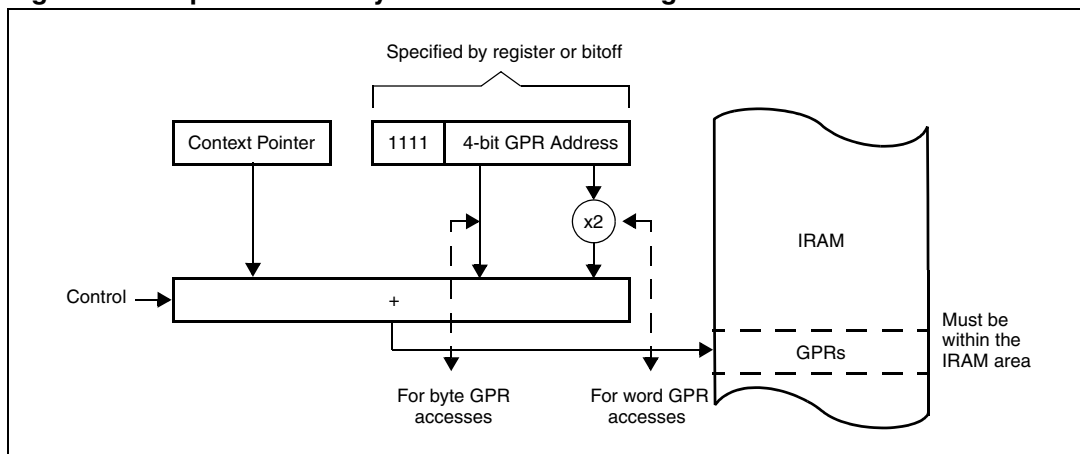 Specified by register or bitoff
Context Pointer
1111
4-bit GPR Address
x2
IRAM
Control
+
GPRs
Must be
within the
IRAM area
For byte GPR
accesses
For word GPR
accesses